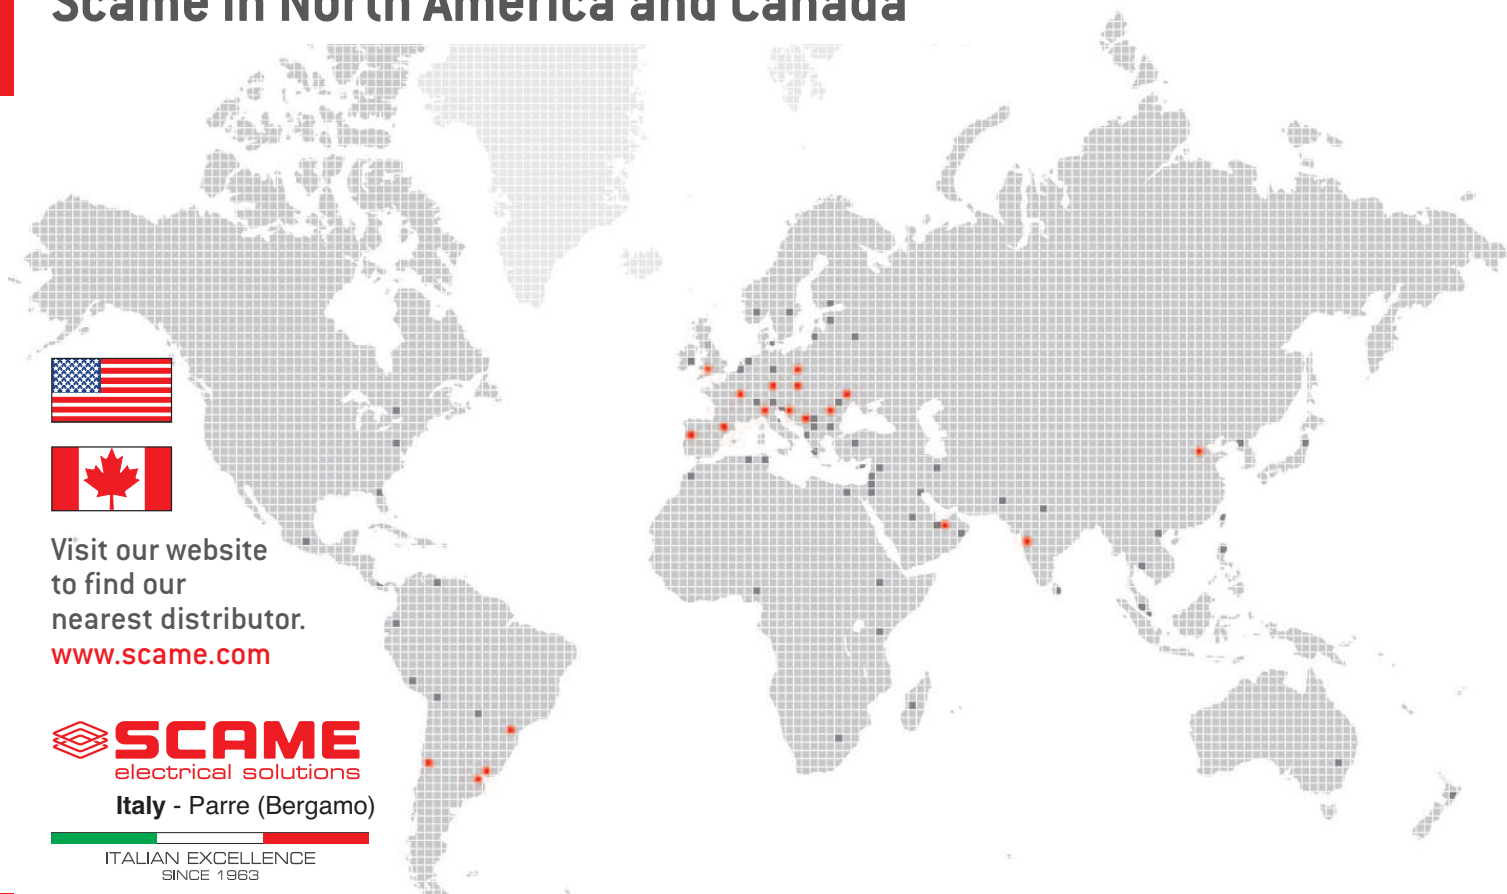 Scame in North America and Canada
Visit our website
to find our
nearest distributor.
www.scame.com
SCAME
electrical solutions
Italy - Parre (Bergamo)
ITALIAN EXCELLENCE
SINCE 1963